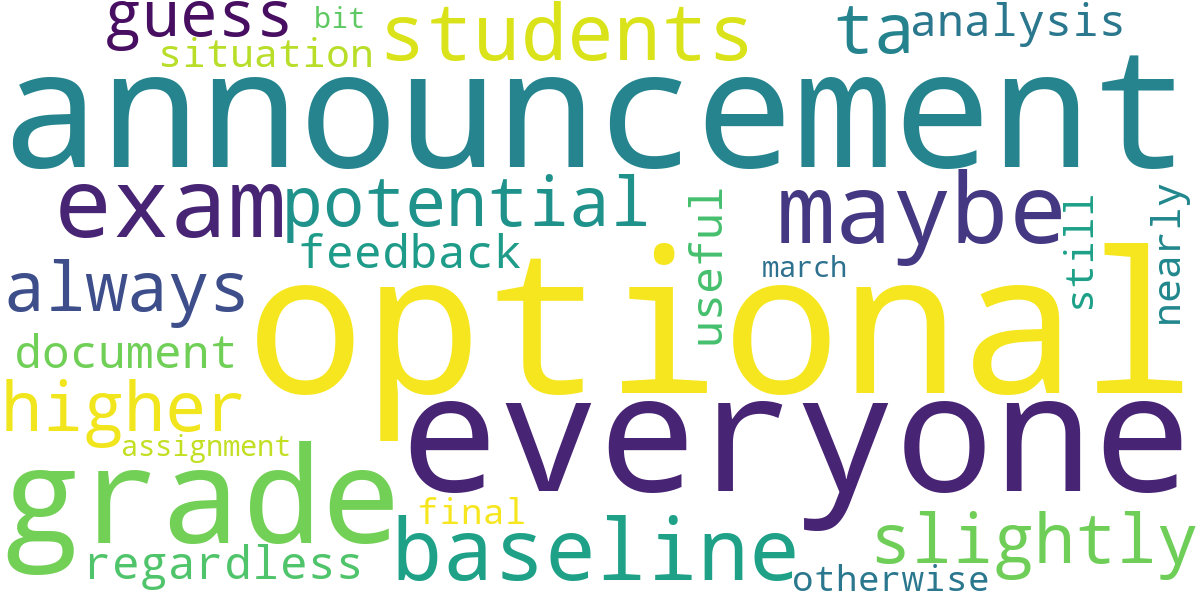 guess bit students ta analysis
situation
announcement
exam potential maybe useful still nearly
feedback march
always optional
document
higher everyone
assignment
grade final
baseline slightly
regardless otherwise